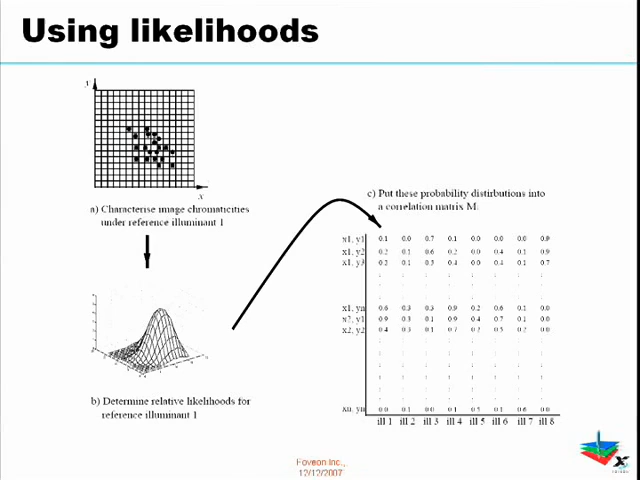 Using likelihoods
y
x
a) Characterise image chromaticities
under reference illuminant 1
c) Put these probability distirbutions into
a correlation matrix M.
x1, y1 0.1 0.0 0.7 0.1 0.0 0.0 0.0 0.9
x1, y2 0.2 0.1 0.6 0.2 0.0 0.4 0.1 0.9
x1, y3 0.1 0.4 0.0 0.4 0.1 0.7
x1, yn 0.6 0.3 0.3 0.9 0.2 0.6 0.1 0.0
x2, y1 0.9 0.3 0.1 0.9 0.4 0.7 0.1 0.0
x2, y2 0.4 0.3 0.1 0.7 0.5 0.2 0.0
b) Determine relative likelihoods for
reference illuminant 1
xn, yn 0.0 0.1 0.0 0.1 0.5 0.1 0.6 0.0
ill 1 ill 2 ill 3 ill 4 ill 5 ill 6 ill 7 ill 8
Foveon Inc.,
12/12/2007